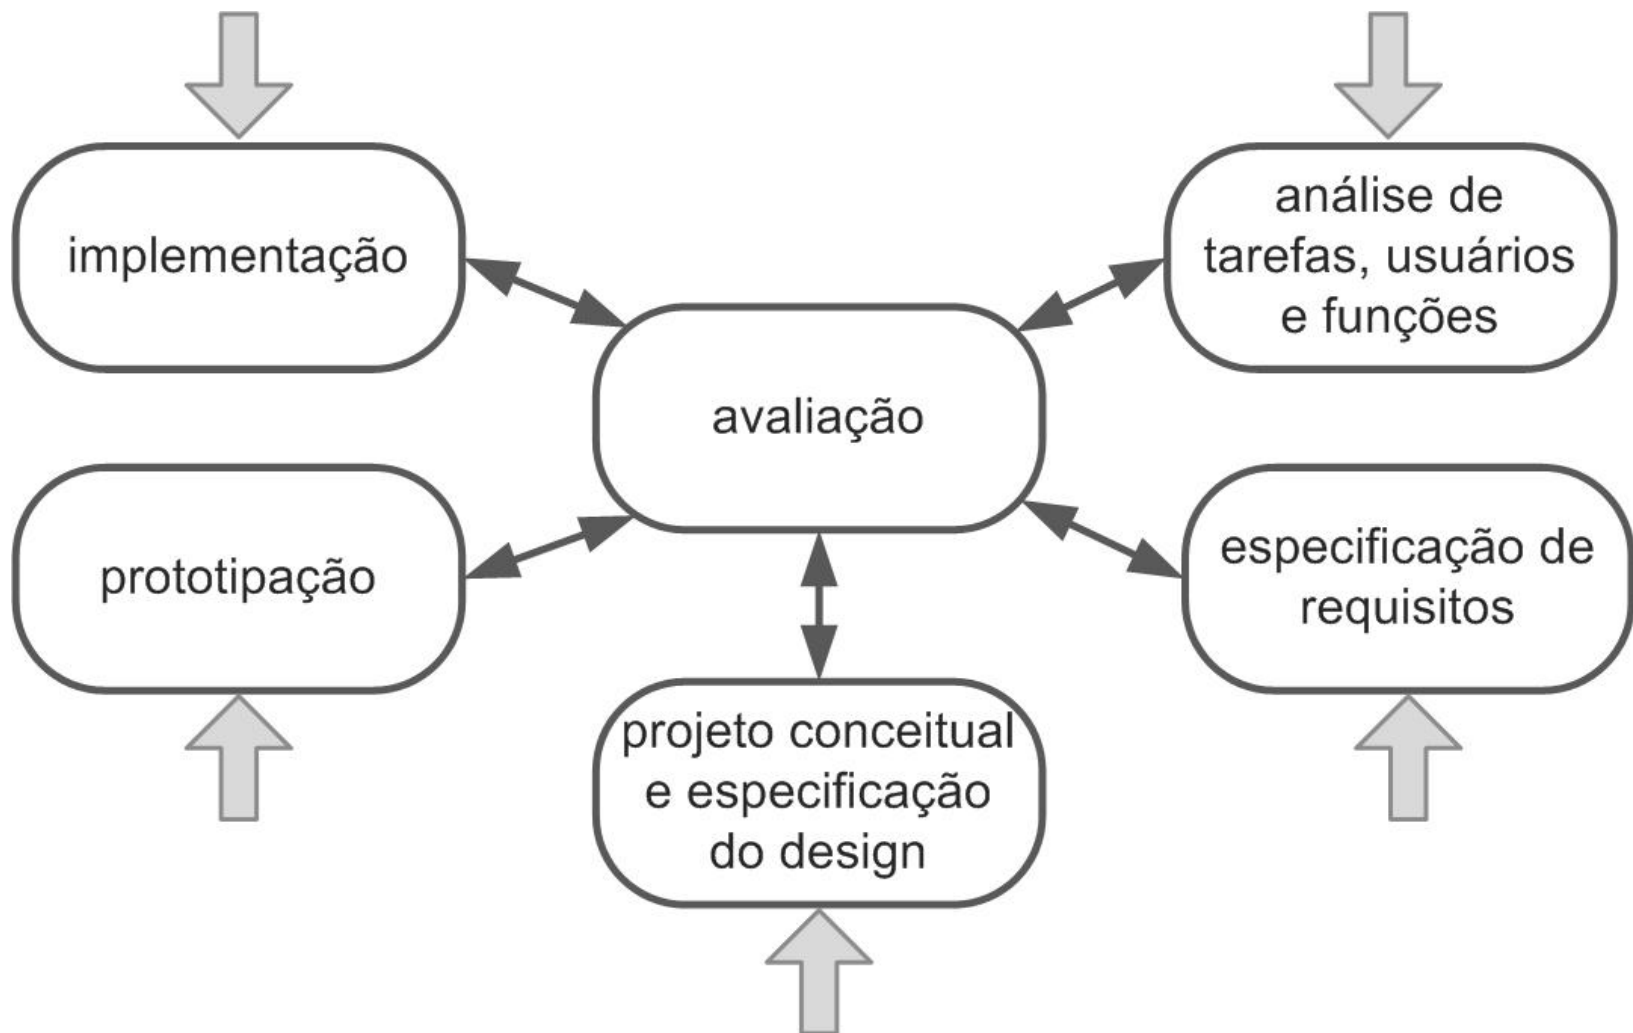 implementação
análise de
tarefas, usuários
e funções
avaliação
prototipação
especificação de
requisitos
projeto conceitual
e especificação
do design